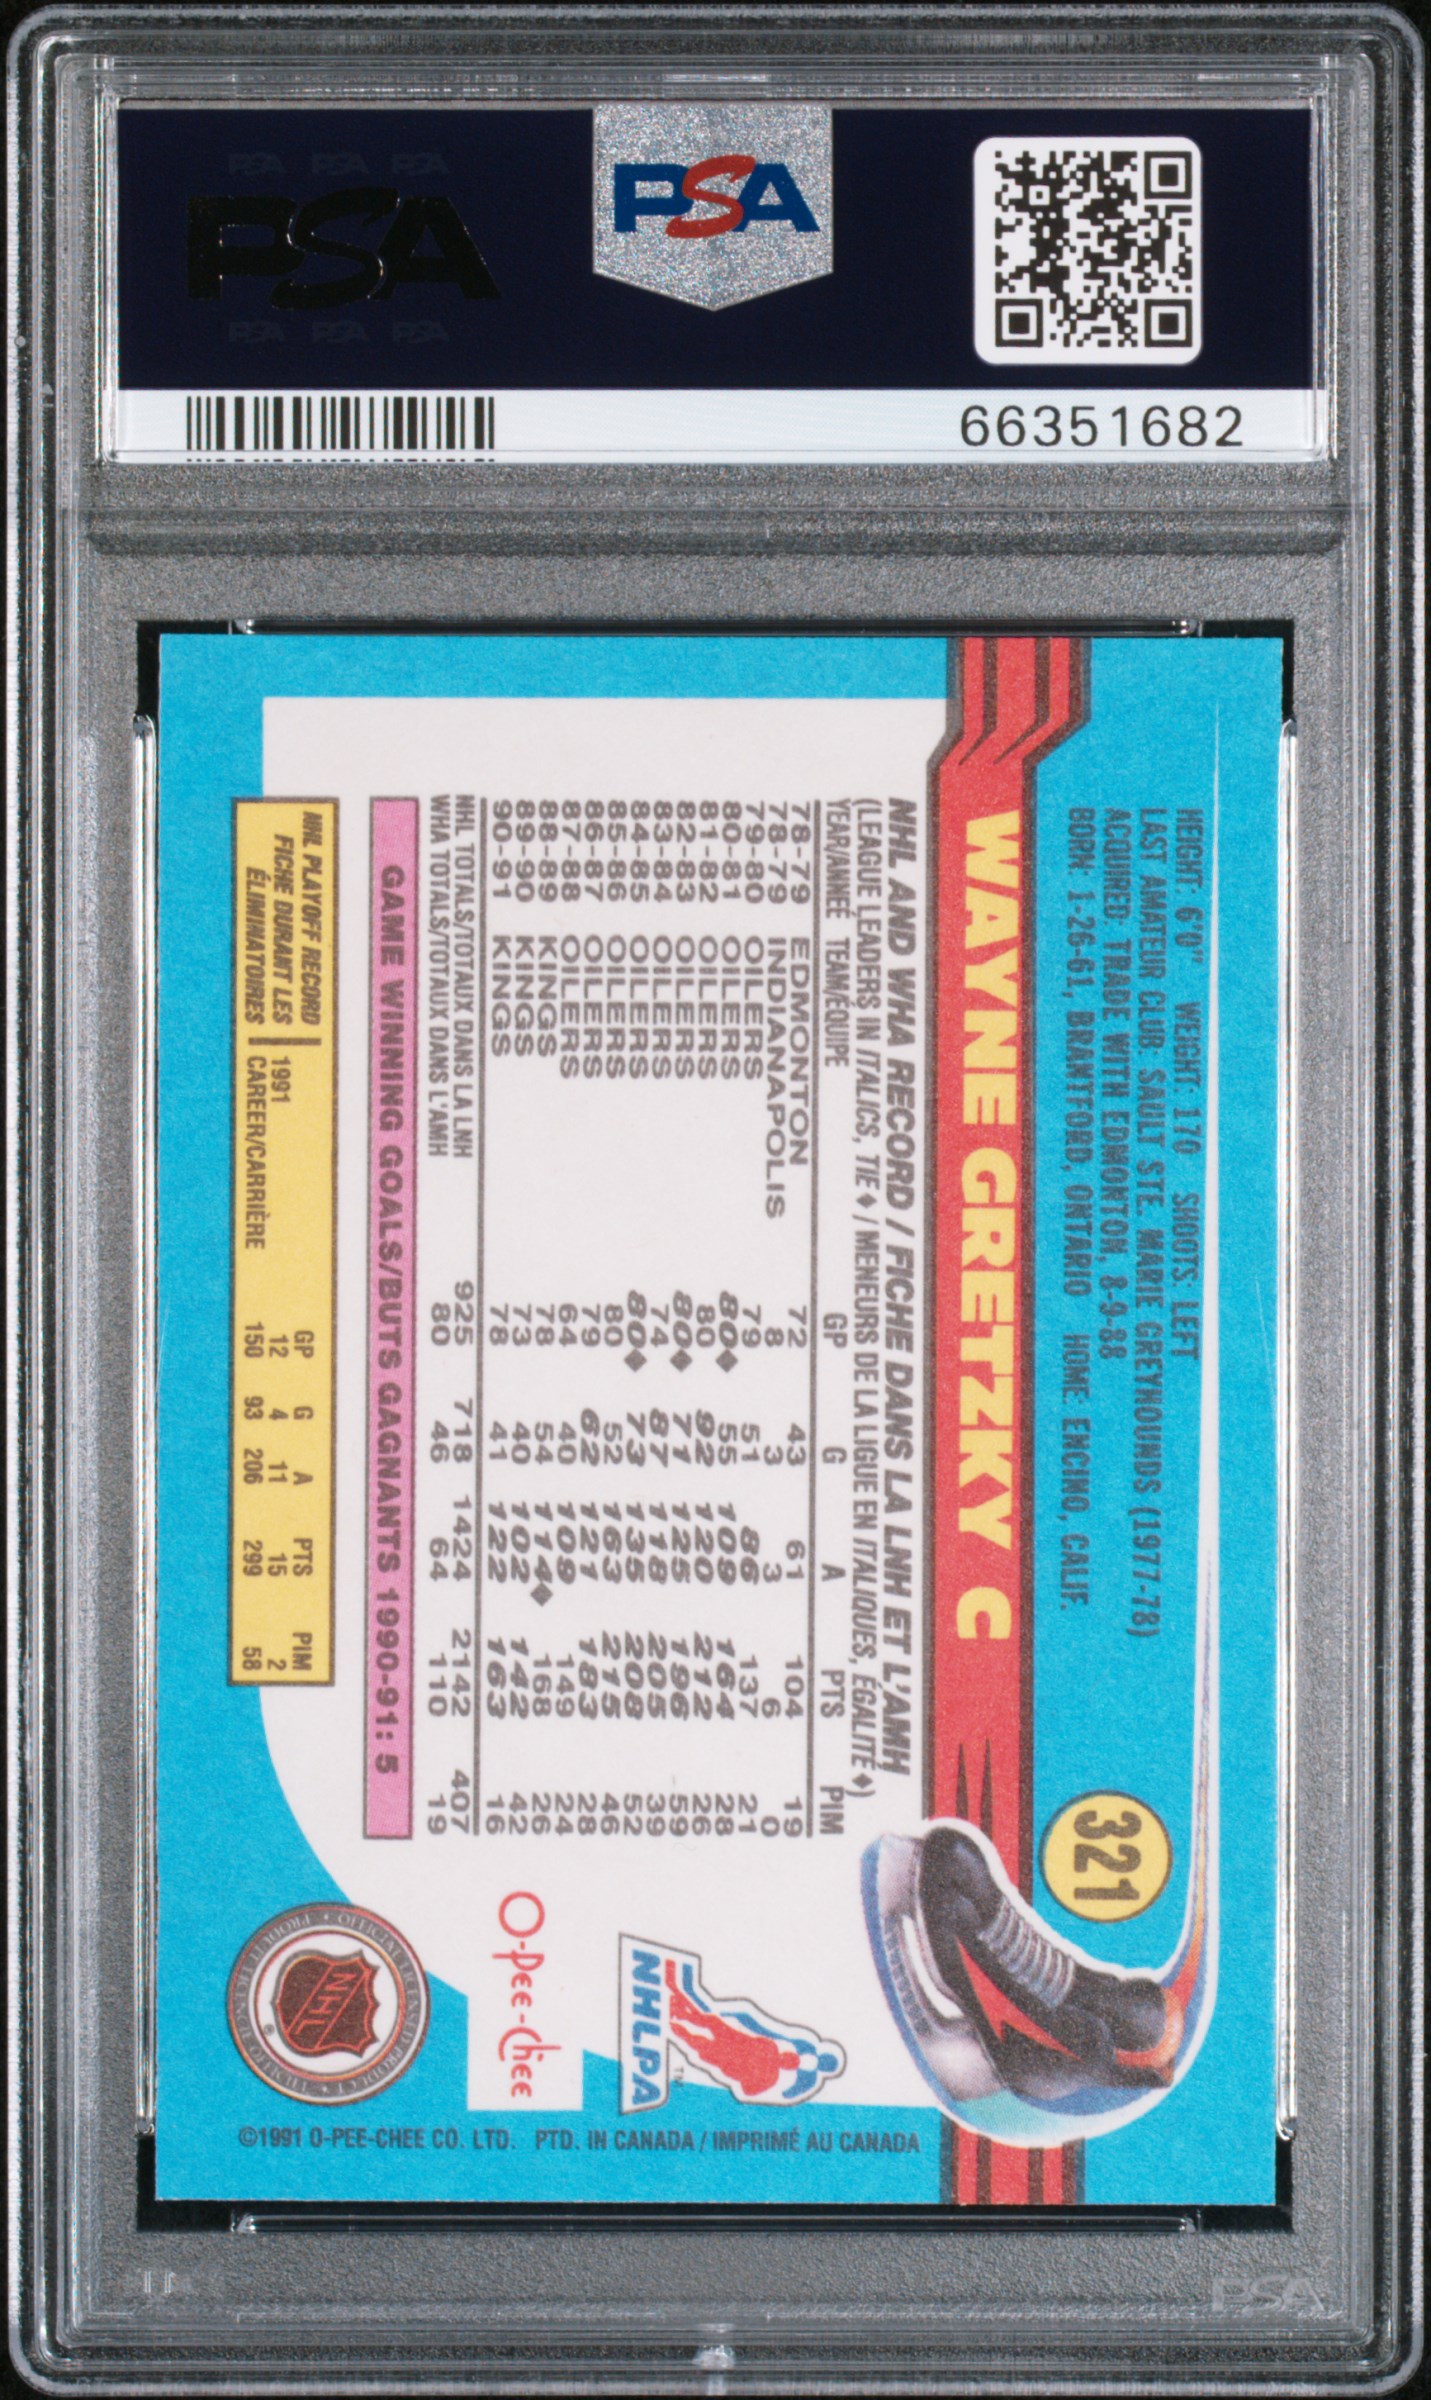 PSA PSA PSA
PSA
PSA PSA PSA
PSA
66351682
HEIGHT: 6'0" WEIGHT: 170 SHOOTS LEFT
LAST AMATEUR CLUB: SAULT STE. MARIE GREYHOUNDS (1977-78)
ACQUIRED: TRADE WITH EDMONTON, 8-9-88
BORN: 1-26-61, BRANTFORD, ONTARIO HOME: ENCINO, CALIF.
321
WAYNE GRETZKY C
NHL AND WHA RECORD / FICHE DANS LA LNH ET L'AMH
(LEAGUE LEADERS IN ITALICS, TIE ◆ / MENEURS DE LA LIGUE EN ITALIQUES, ÉGALITÉ ◆)
YEAR/ANNÉE TEAM/ÉQUIPE GP G A PTS PIM
78-79 EDMONTON 72 43 61 104 19
78-79 INDIANAPOLIS 8 3 3 6 0
79-80 OILERS 79 51 86 137 21
80-81 OILERS 80◆ 55 109 164 28
81-82 OILERS 80 92 120 212 26
82-83 OILERS 80◆ 71 125 196 59
83-84 OILERS 74 87 118 205 39
84-85 OILERS 80◆ 73 135 208 52
85-86 OILERS 80 52 163 215 46
86-87 OILERS 79 62 121 183 28
87-88 OILERS 64 40 109 149 24
88-89 KINGS 78 54 114◆ 168 26
89-90 KINGS 73 40 102 142 42
90-91 KINGS 78 41 122 163 16
NHL TOTALS/TOTAUX DANS LA LNH 925 718 1424 2142 407
WHA TOTALS/TOTAUX DANS L'AMH 80 46 64 110 19
GAME WINNING GOALS/BUTS GAGNANTS 1990-91: 5
NHL PLAYOFF RECORD GP G A PTS PIM
FICHE DURANT LES 1991 12 4 11 15 2
ÉLIMINATOIRES CAREER/CARRIÈRE 150 93 206 299 58
NHLPA ™
O-Pee-Chee
NHL ®
©1991 O-PEE-CHEE CO. LTD. PTD. IN CANADA / IMPRIMÉ AU CANADA
PSA